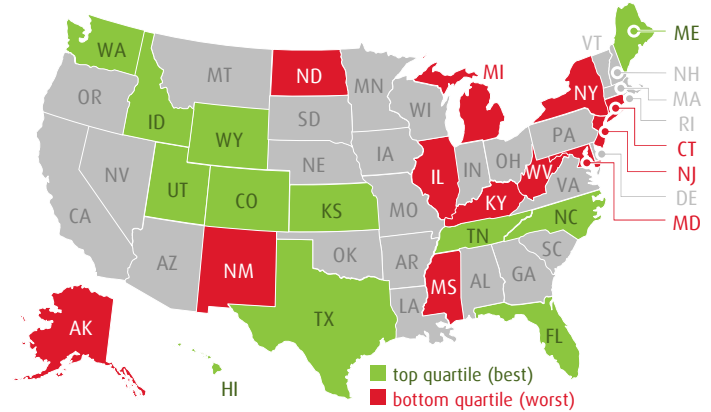 WA
ME
VT
MT
ND
MN
MI
OR
NH
ID
WI
NY
MA
SD
WY
RI
PA
CT
IA
NE
NV
OH
IL
IN
NJ
UT
CO
WV
DE
VA
KS
MO
KY
MD
CA
NC
TN
OK
SC
AZ
NM
AR
GA
AL
MS
LA
TX
AK
FL
HI
top quartile (best)
bottom quartile (worst)